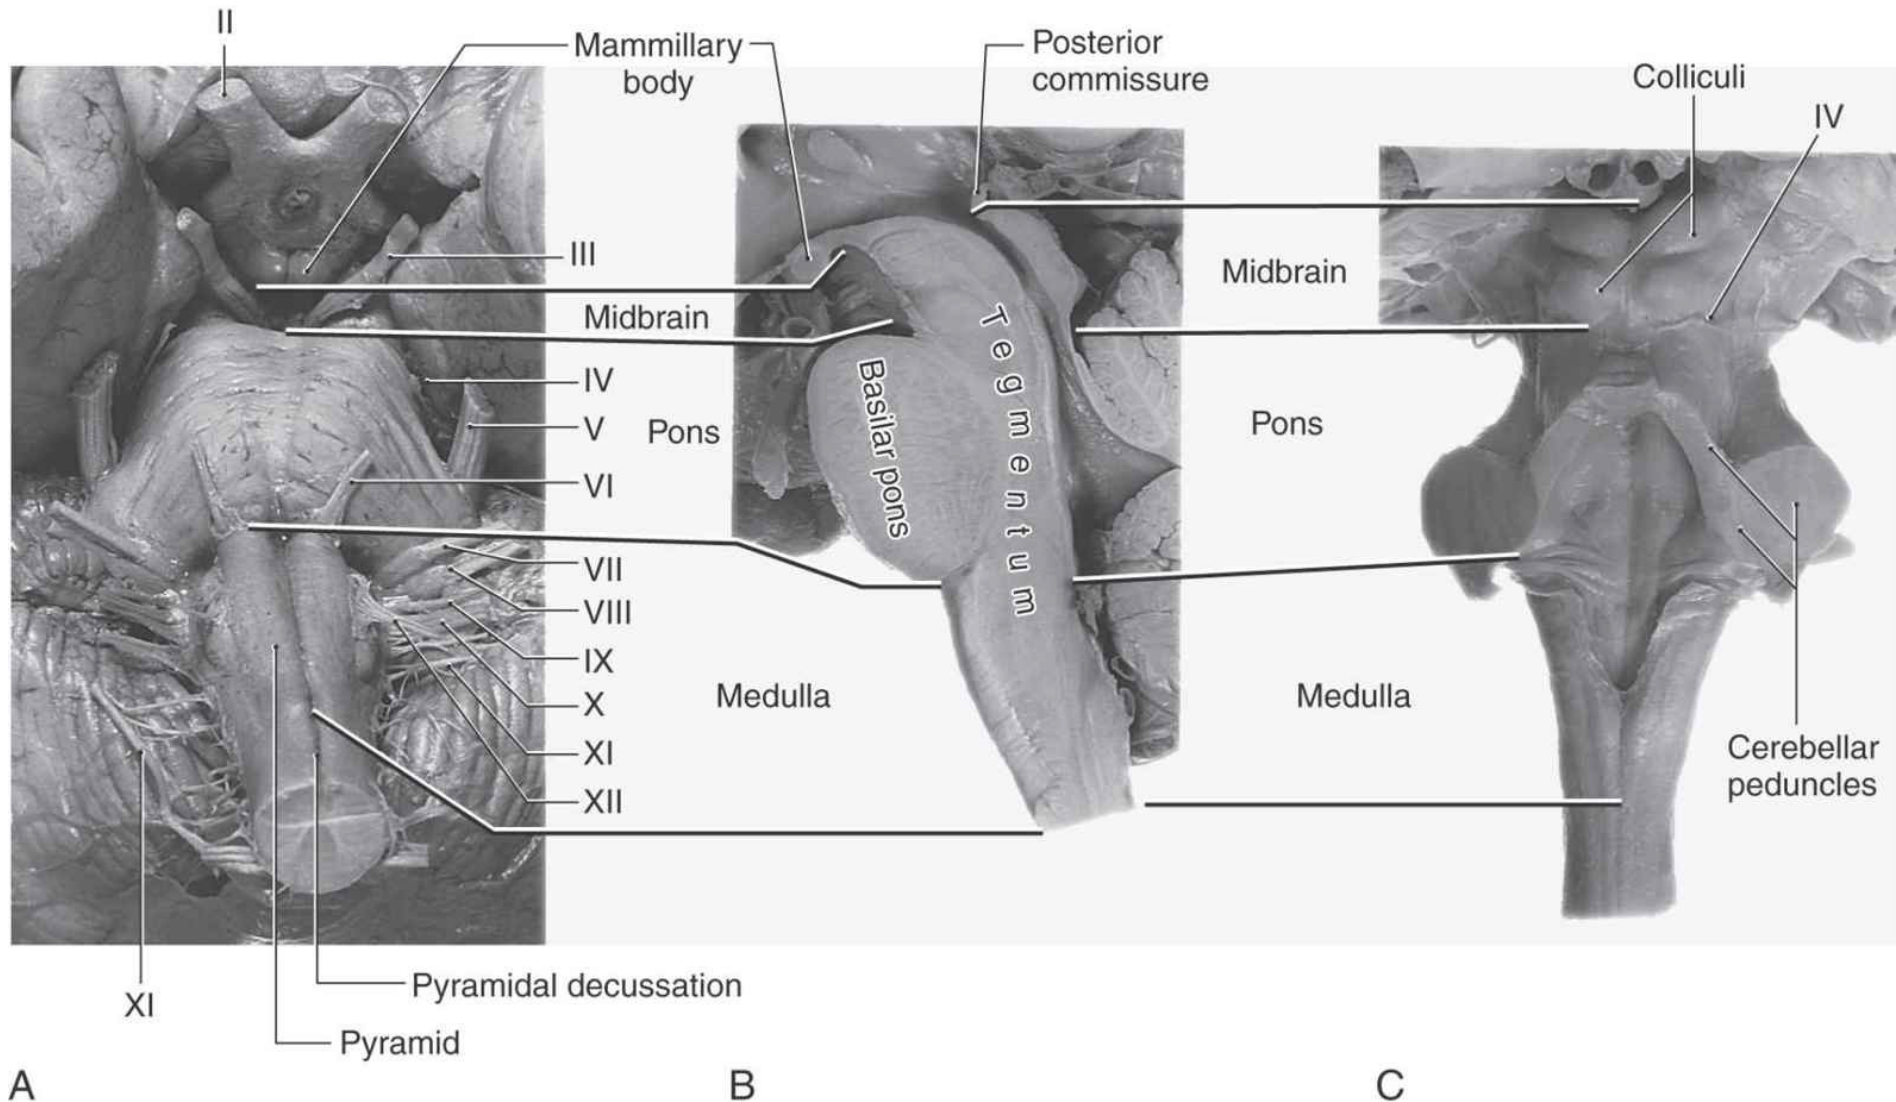 II
Mammillary
body
Posterior
commissure
Colliculi
IV
III
Midbrain
Midbrain
IV
V
Pons
Basilar pons
Tegmentum
Pons
VI
VII
VIII
IX
X
XI
XII
Medulla
Medulla
Cerebellar
peduncles
XI
Pyramidal decussation
Pyramid
A
B
C